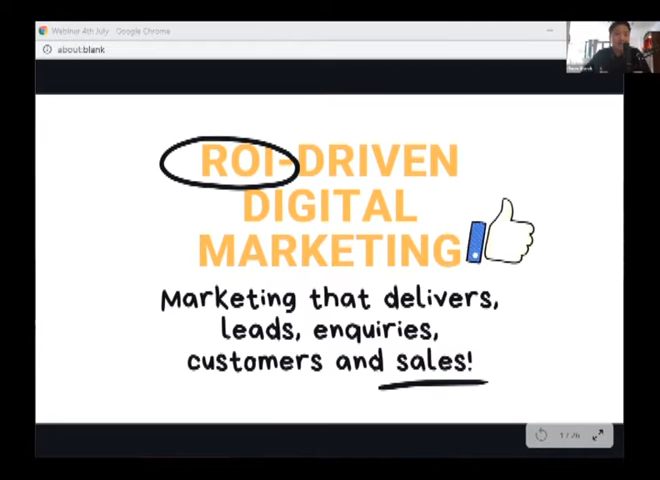 Webinar 4th July - Google Chrome
about:blank
ROI-DRIVEN
DIGITAL
MARKETING
Marketing that delivers,
leads, enquiries,
customers and sales!